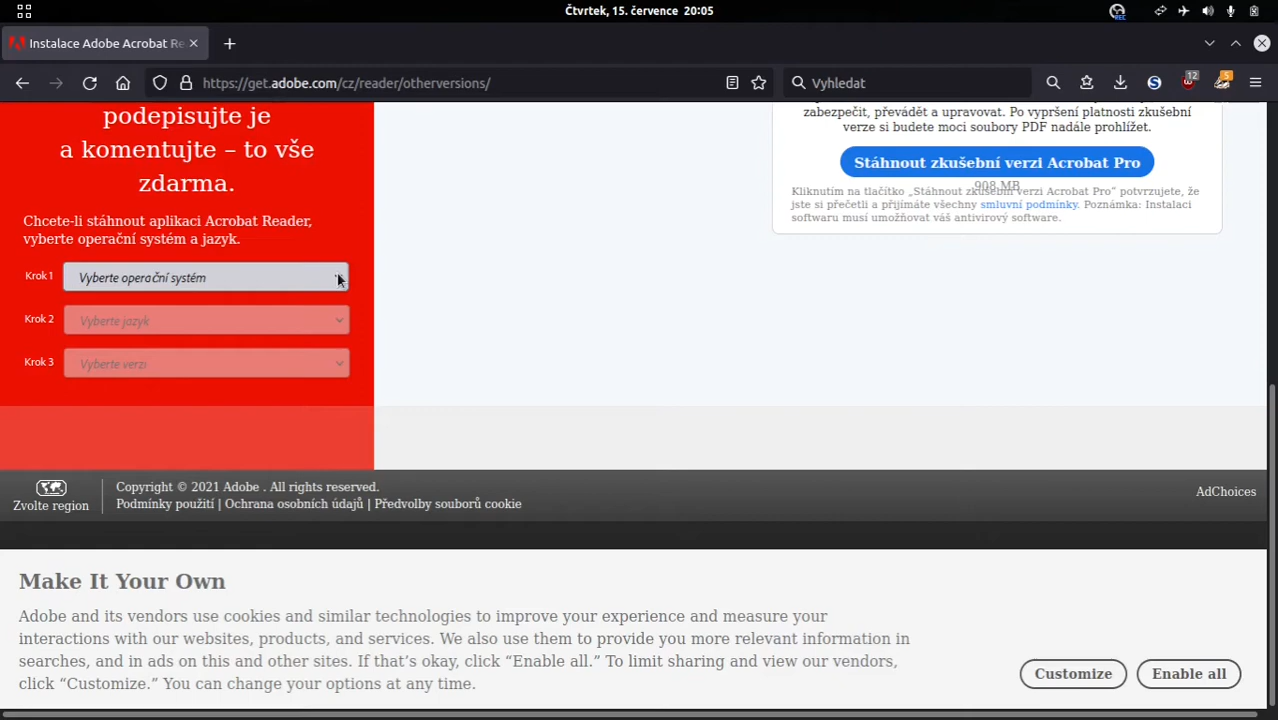 Čtvrtek, 15. července 20:05
REC
Instalace Adobe Acrobat Re
https://get.adobe.com/cz/reader/otherversions/
Vyhledat
12
5
podepisujte je
a komentujte – to vše
zdarma.
Chcete-li stáhnout aplikaci Acrobat Reader,
vyberte operační systém a jazyk.
Krok 1
Vyberte operační systém
Krok 2
Vyberte jazyk
Krok 3
Vyberte verzi
zabezpečit, převádět a upravovat. Po vypršení platnosti zkušební
verze si budete moci soubory PDF nadále prohlížet.
Stáhnout zkušební verzi Acrobat Pro
908 MB
Kliknutím na tlačítko „Stáhnout zkušební verzi Acrobat Pro“ potvrzujete, že
jste si přečetli a přijímáte všechny smluvní podmínky. Poznámka: Instalaci
softwaru musí umožňovat váš antivirový software.
Zvolte region
Copyright © 2021 Adobe . All rights reserved.
Podmínky použití | Ochrana osobních údajů | Předvolby souborů cookie
AdChoices
Make It Your Own
Adobe and its vendors use cookies and similar technologies to improve your experience and measure your
interactions with our websites, products, and services. We also use them to provide you more relevant information in
searches, and in ads on this and other sites. If that’s okay, click “Enable all.” To limit sharing and view our vendors,
click “Customize.” You can change your options at any time.
Customize
Enable all